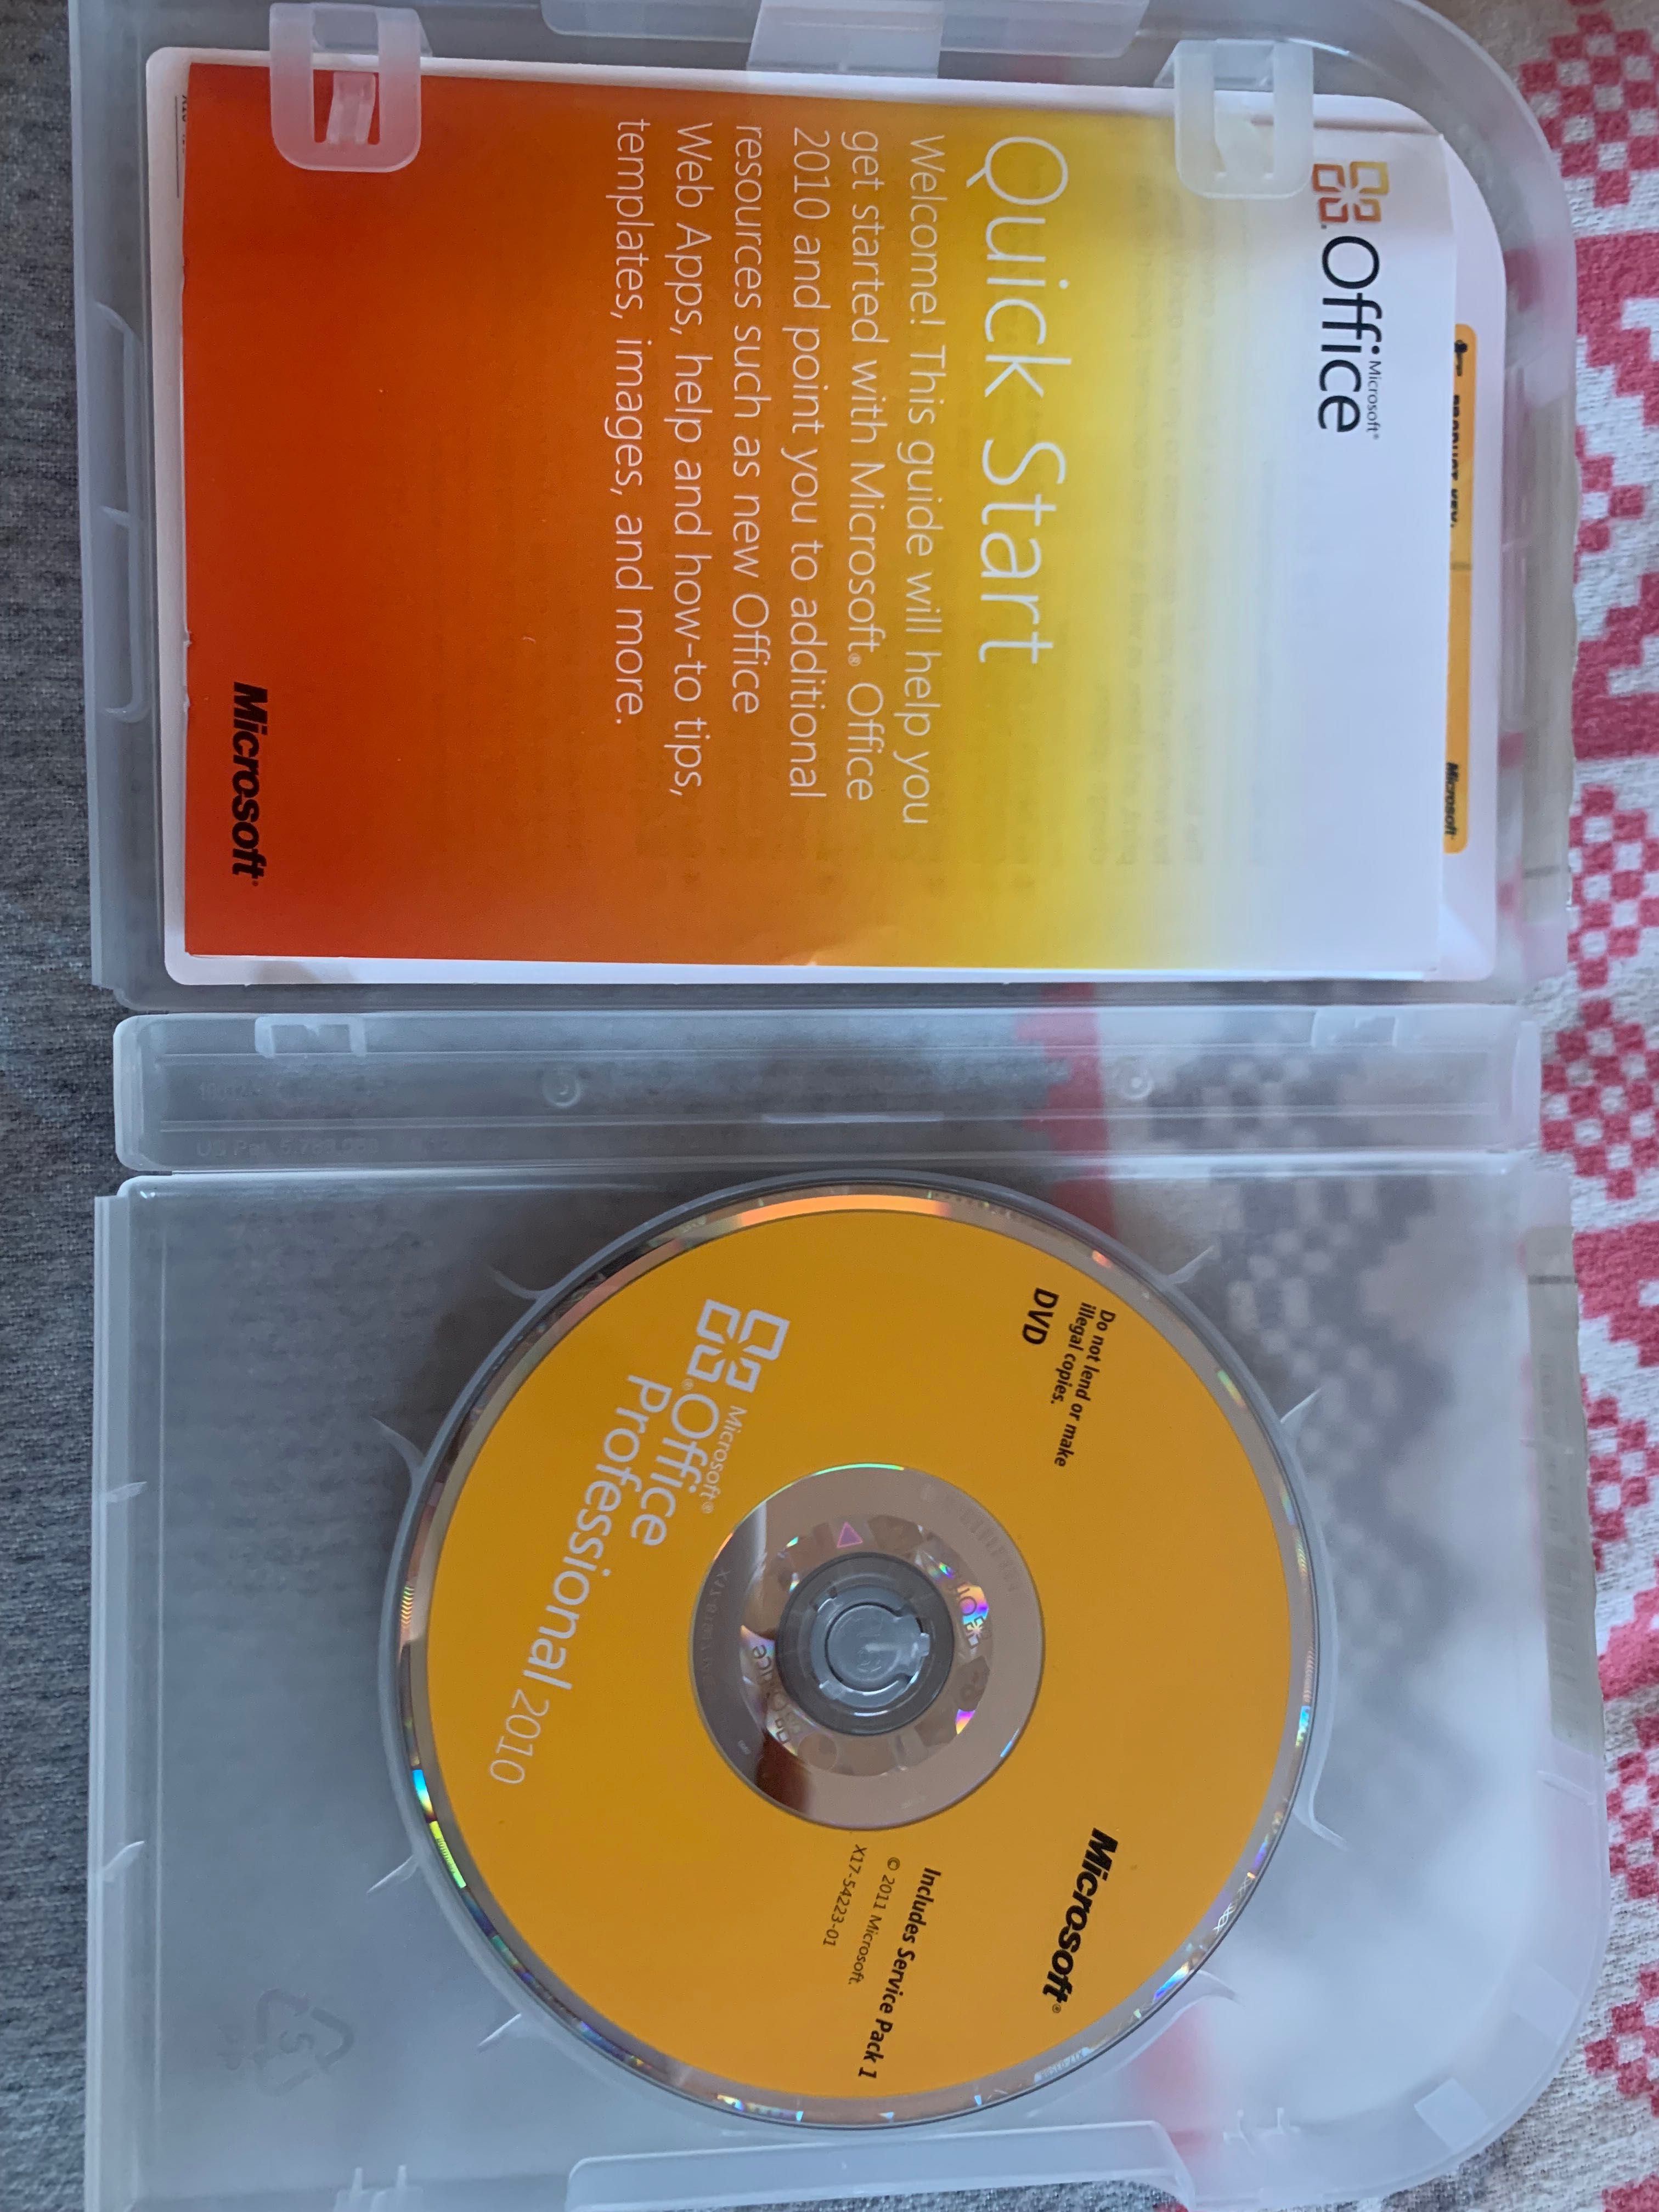 Microsoft®
Office
Quick Start
Welcome! This guide will help you
get started with Microsoft® Office
2010 and point you to additional
resources such as new Office
Web Apps, help and how-to tips,
templates, images, and more.
Microsoft®
Microsoft
US Pat.
Do not lend or make
illegal copies.
DVD
Microsoft®
Microsoft®
Office
Professional 2010
Includes Service Pack 1
© 2011 Microsoft.
X17-54223-01
5